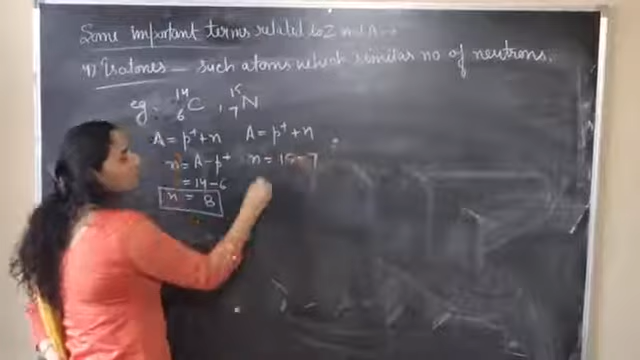 Some important terms related to Z and A
4) Isotones – such atoms which similar no of neutrons.
eg. ¹⁴₆C , ¹⁵₇N
A = p⁺+n A = p⁺+n
n = A – p⁺ n = 15 – 7
= 14 – 6
n = 8